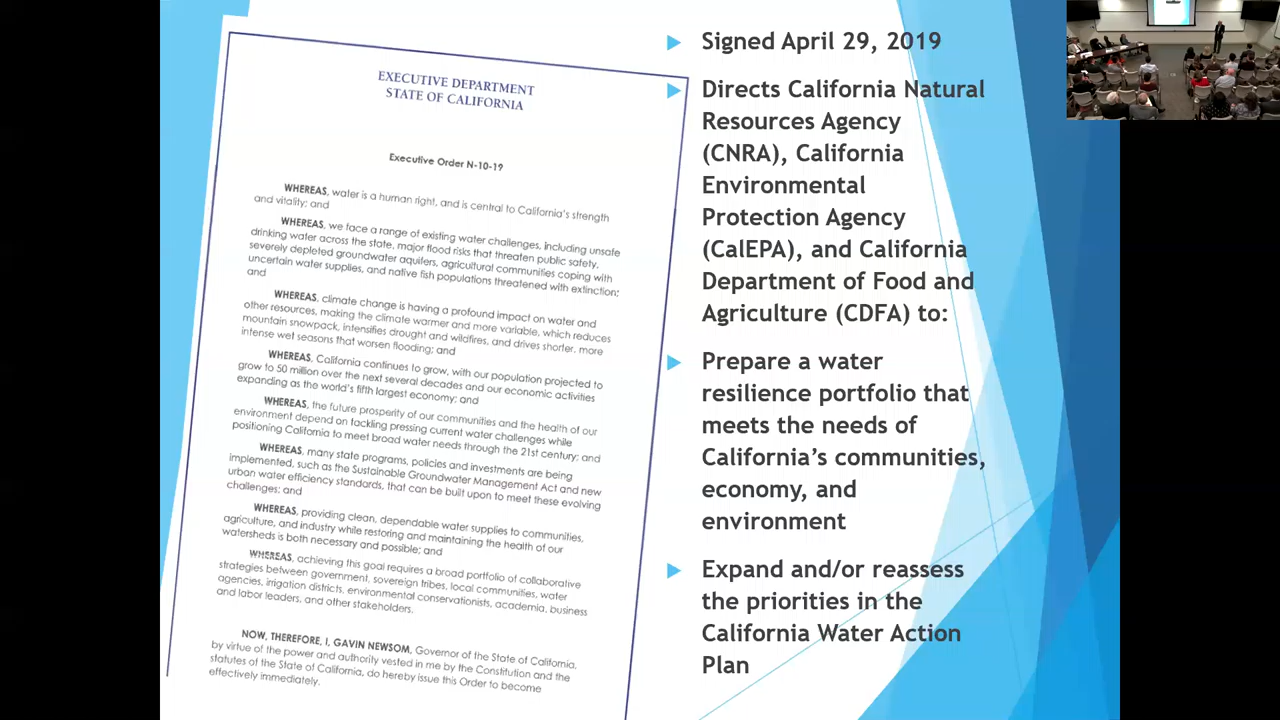 EXECUTIVE DEPARTMENT
STATE OF CALIFORNIA
Executive Order N-10-19
WHEREAS, water is a human right, and is central to California's strength
and vitality; and
WHEREAS, we face a range of existing water challenges, including unsafe
drinking water across the state, major flood risks that threaten public safety,
severely depleted groundwater aquifers, agricultural communities coping with
uncertain water supplies, and native fish populations threatened with extinction;
and
WHEREAS, climate change is having a profound impact on water and
other resources, making the climate warmer and more variable, which reduces
mountain snowpack, intensifies drought and wildfires, and drives shorter, more
intense wet seasons that worsen flooding; and
WHEREAS, California continues to grow, with our population projected to
grow to 50 million over the next several decades and our economic activities
expanding as the world's fifth largest economy; and
WHEREAS, the future prosperity of our communities and the health of our
environment depend on tackling pressing current water challenges while
positioning California to meet broad water needs through the 21st century; and
WHEREAS, many state programs, policies and investments are being
implemented, such as the Sustainable Groundwater Management Act and new
urban water efficiency standards, that can be built upon to meet these evolving
challenges; and
WHEREAS, providing clean, dependable water supplies to communities,
agriculture, and industry while restoring and maintaining the health of our
watersheds is both necessary and possible; and
WHEREAS, achieving this goal requires a broad portfolio of collaborative
strategies between government, sovereign tribes, local communities, water
agencies, irrigation districts, environmental conservationists, academia, business
and labor leaders, and other stakeholders.
NOW, THEREFORE, I, GAVIN NEWSOM, Governor of the State of California,
by virtue of the power and authority vested in me by the Constitution and the
statutes of the State of California, do hereby issue this Order to become
effectively immediately.
Signed April 29, 2019
Directs California Natural
Resources Agency
(CNRA), California
Environmental
Protection Agency
(CalEPA), and California
Department of Food and
Agriculture (CDFA) to:
Prepare a water
resilience portfolio that
meets the needs of
California's communities,
economy, and
environment
Expand and/or reassess
the priorities in the
California Water Action
Plan